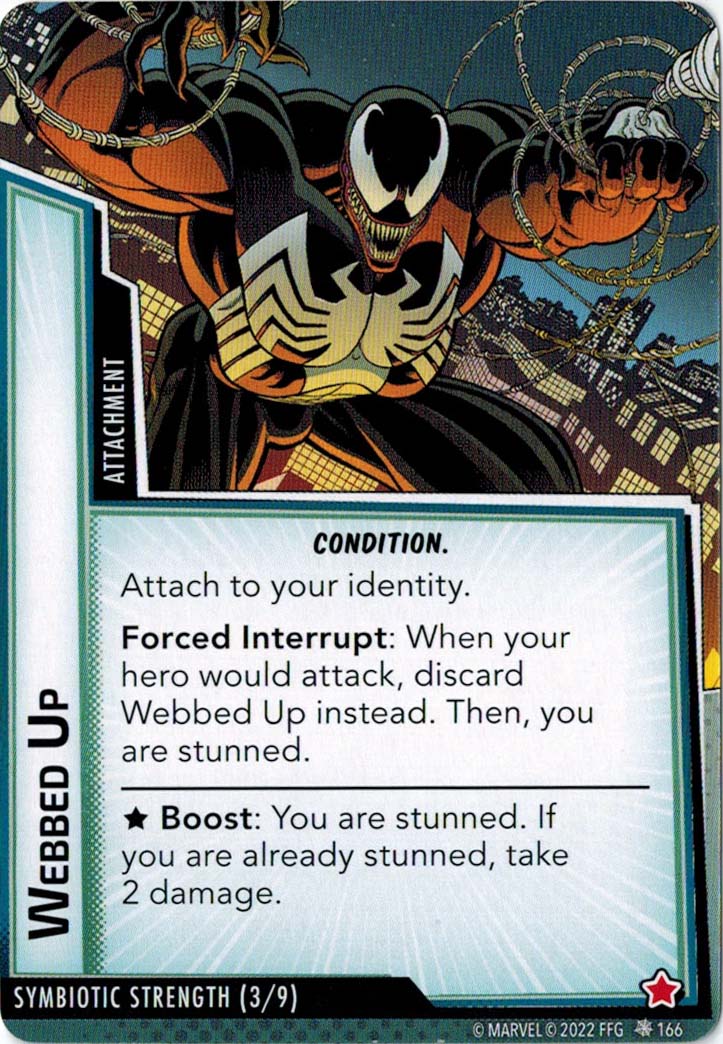 ATTACHMENT
WEBBED UP
CONDITION.
Attach to your identity.
Forced Interrupt: When your
hero would attack, discard
Webbed Up instead. Then, you
are stunned.
★ Boost: You are stunned. If
you are already stunned, take
2 damage.
SYMBIOTIC STRENGTH (3/9)
© MARVEL © 2022 FFG 166